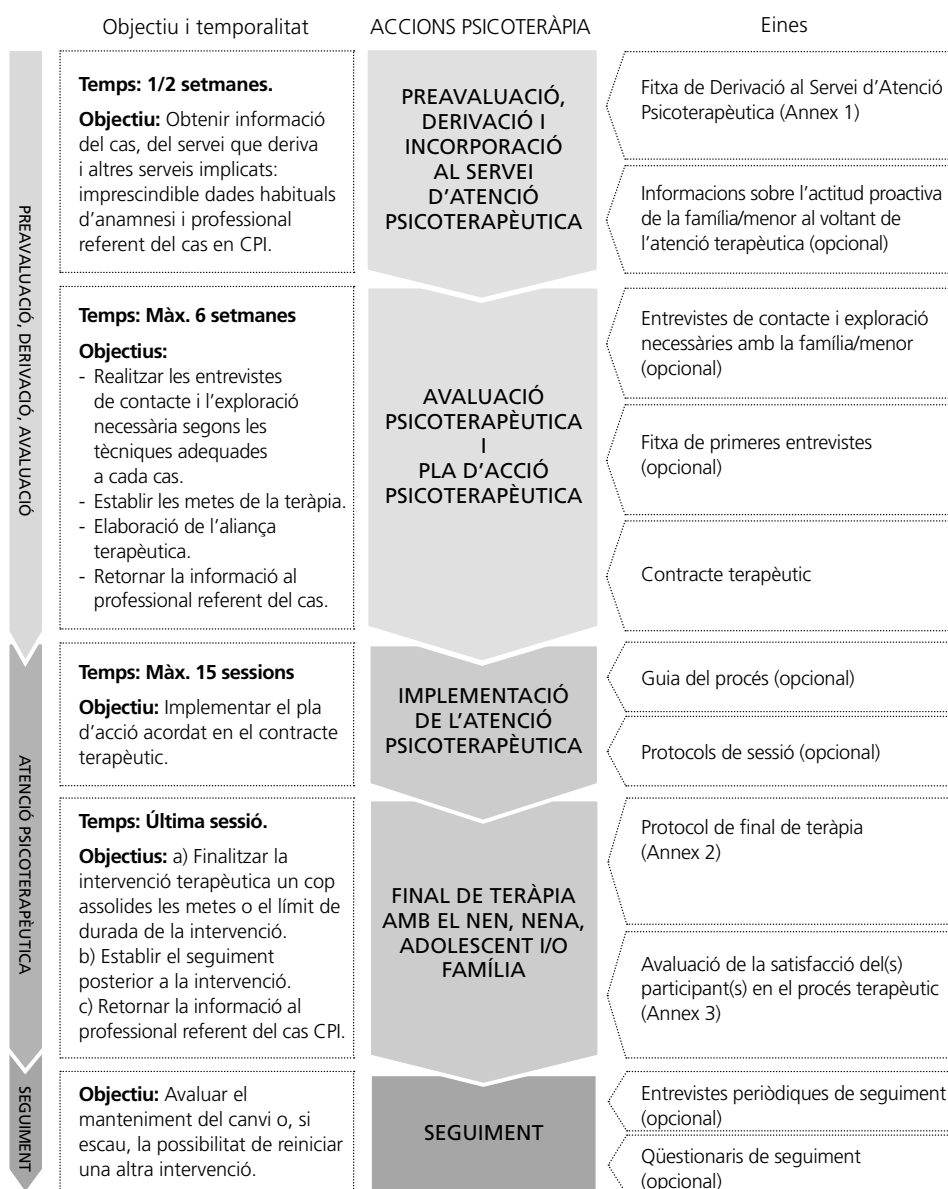 Objectiu i temporalitat
ACCIONS PSICOTERÀPIA
Eines
PREAVALUACIÓ, DERIVACIÓ, AVALUACIÓ
Temps: 1/2 setmanes.
Objectiu: Obtenir informació
del cas, del servei que deriva
i altres serveis implicats:
imprescindible dades habituals
d’anamnesi i professional
referent del cas en CPI.
PREAVALUACIÓ,
DERIVACIÓ I
INCORPORACIÓ
AL SERVEI
D’ATENCIÓ
PSICOTERAPÈUTICA
Fitxa de Derivació al Servei d’Atenció
Psicoterapèutica (Annex 1)
Informacions sobre l’actitud proactiva
de la família/menor al voltant de
l’atenció terapèutica (opcional)
Temps: Màx. 6 setmanes
Objectius:
- Realitzar les entrevistes
de contacte i l’exploració
necessària segons les
tècniques adequades
a cada cas.
- Establir les metes de la teràpia.
- Elaboració de l’aliança
terapèutica.
- Retornar la informació al
professional referent del cas.
AVALUACIÓ
PSICOTERAPÈUTICA
I
PLA D’ACCIÓ
PSICOTERAPÈUTICA
Entrevistes de contacte i exploració
necessàries amb la família/menor
(opcional)
Fitxa de primeres entrevistes
(opcional)
Contracte terapèutic
ATENCIÓ PSICOTERAPÈUTICA
Temps: Màx. 15 sessions
Objectiu: Implementar el pla
d’acció acordat en el contracte
terapèutic.
IMPLEMENTACIÓ
DE L’ATENCIÓ
PSICOTERAPÈUTICA
Guia del procés (opcional)
Protocols de sessió (opcional)
Temps: Última sessió.
Objectius: a) Finalitzar la
intervenció terapèutica un cop
assolides les metes o el límit de
durada de la intervenció.
b) Establir el seguiment
posterior a la intervenció.
c) Retornar la informació al
professional referent del cas CPI.
FINAL DE TERÀPIA
AMB EL NEN, NENA,
ADOLESCENT I/O
FAMÍLIA
Protocol de final de teràpia
(Annex 2)
Avaluació de la satisfacció del(s)
participant(s) en el procés terapèutic
(Annex 3)
SEGUIMENT
Objectiu: Avaluar el
manteniment del canvi o, si
escau, la possibilitat de reiniciar
una altra intervenció.
SEGUIMENT
Entrevistes periòdiques de seguiment
(opcional)
Qüestionaris de seguiment
(opcional)